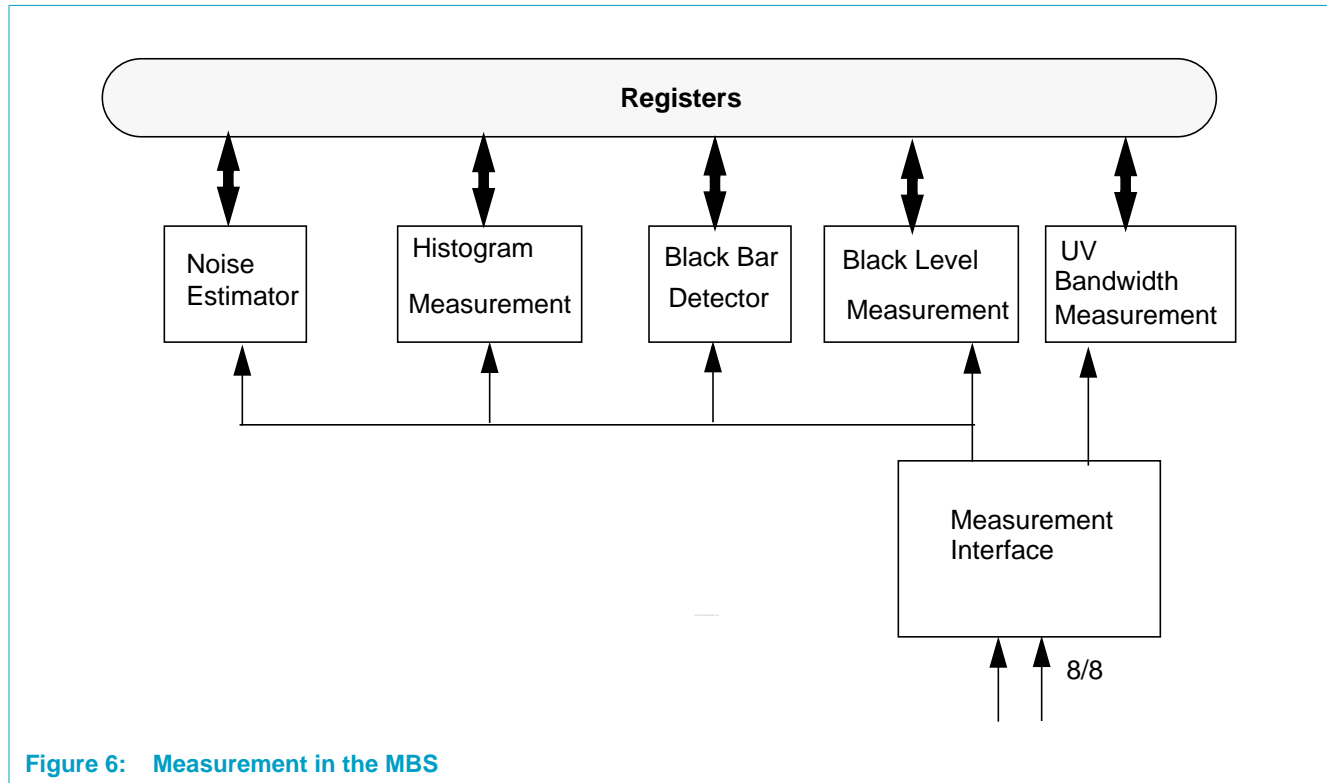 Registers
Noise
Estimator
Histogram
Measurement
Black Bar
Detector
Black Level
Measurement
UV
Bandwidth
Measurement
Measurement
Interface
8/8
Figure 6: Measurement in the MBS